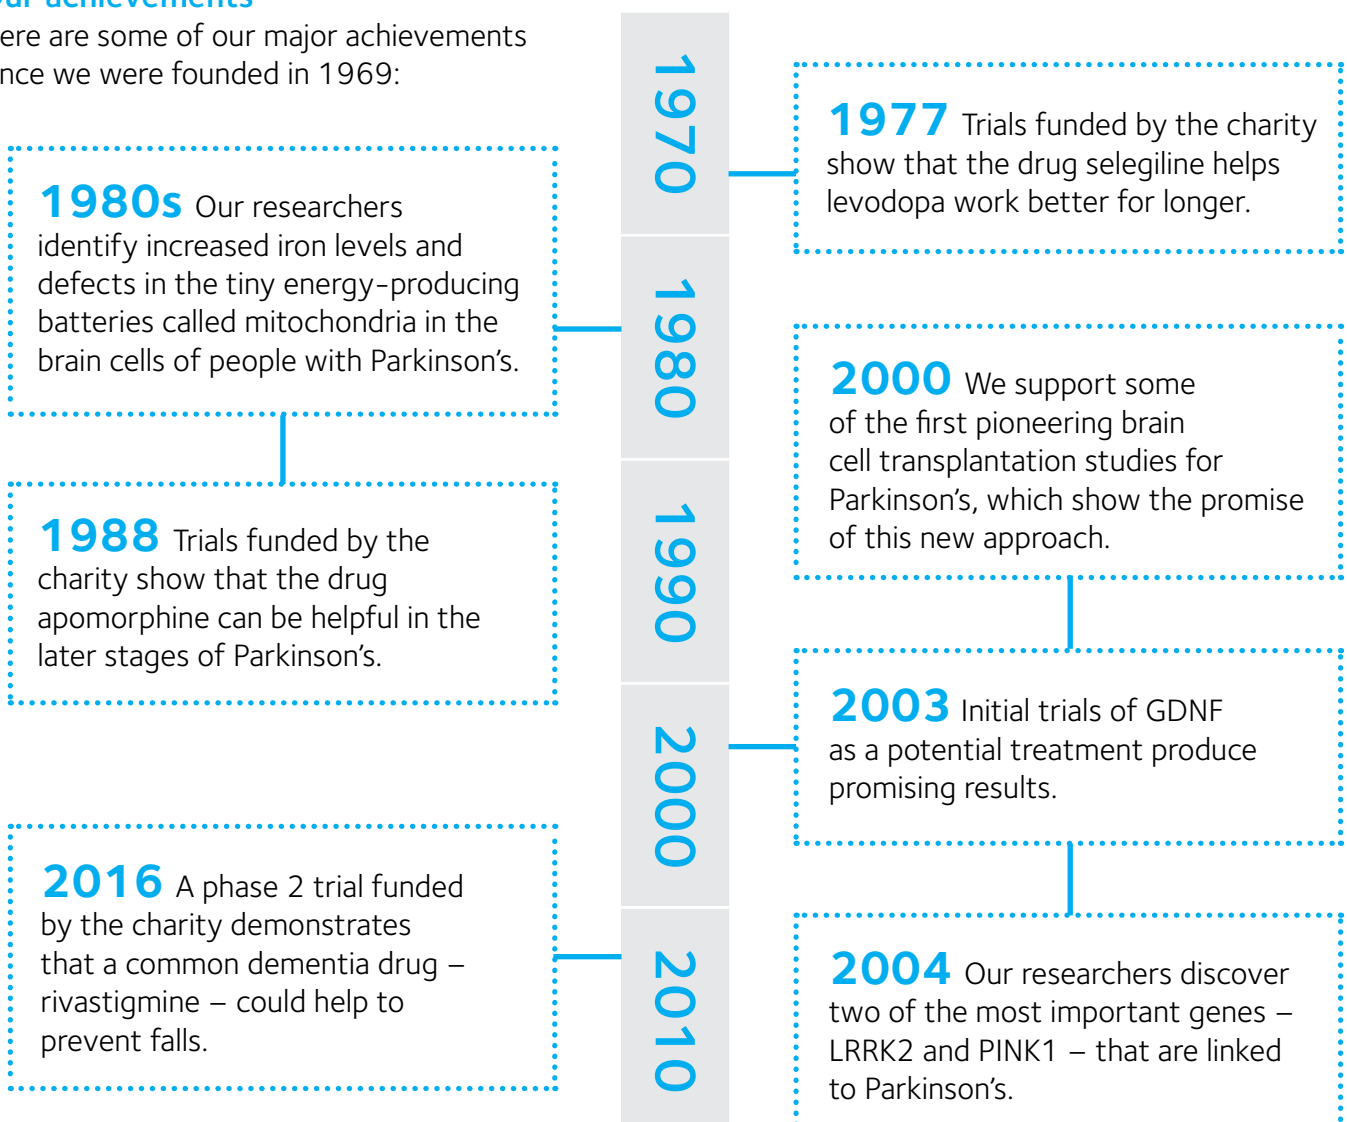 our achievements
ere are some of our major achievements
nce we were founded in 1969:
1970
1977 Trials funded by the charity
show that the drug selegiline helps
levodopa work better for longer.
1980s Our researchers
identify increased iron levels and
defects in the tiny energy-producing
batteries called mitochondria in the
brain cells of people with Parkinson's.
1980
1988 Trials funded by the
charity show that the drug
apomorphine can be helpful in the
later stages of Parkinson's.
1990
2000 We support some
of the first pioneering brain
cell transplantation studies for
Parkinson's, which show the promise
of this new approach.
2000
2003 Initial trials of GDNF
as a potential treatment produce
promising results.
2004 Our researchers discover
two of the most important genes –
LRRK2 and PINK1 – that are linked
to Parkinson's.
2010
2016 A phase 2 trial funded
by the charity demonstrates
that a common dementia drug –
rivastigmine – could help to
prevent falls.